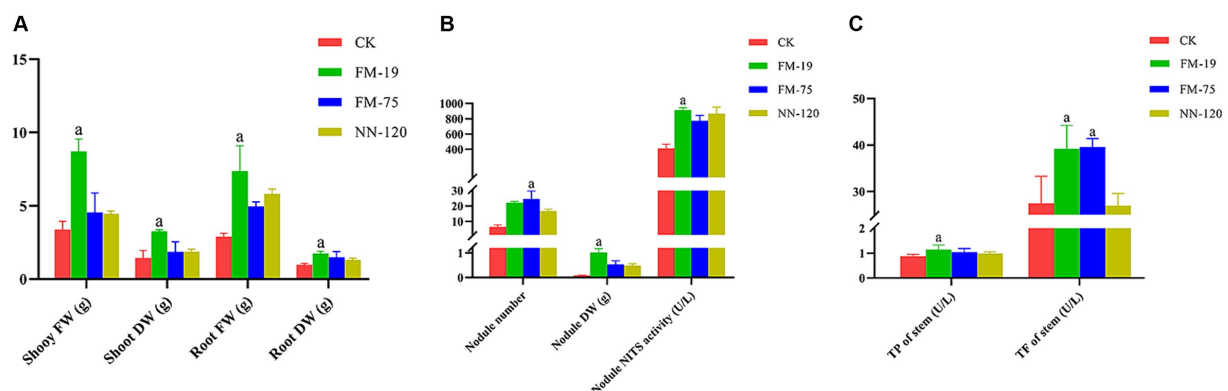 A
15
10
5
0
a
a
a
a
CK
FM-19
FM-75
NN-120
Shooy FW (g)
Shoot DW (g)
Root FW (g)
Root DW (g)
B
1000
800
600
400
30
20
10
1
0
a
a
a
CK
FM-19
FM-75
NN-120
Nodule number
Nodule DW (g)
Nodule NITS activity (U/L)
C
50
40
30
2
1
0
a
a
a
CK
FM-19
FM-75
NN-120
TP of stem (U/L)
TF of stem (U/L)